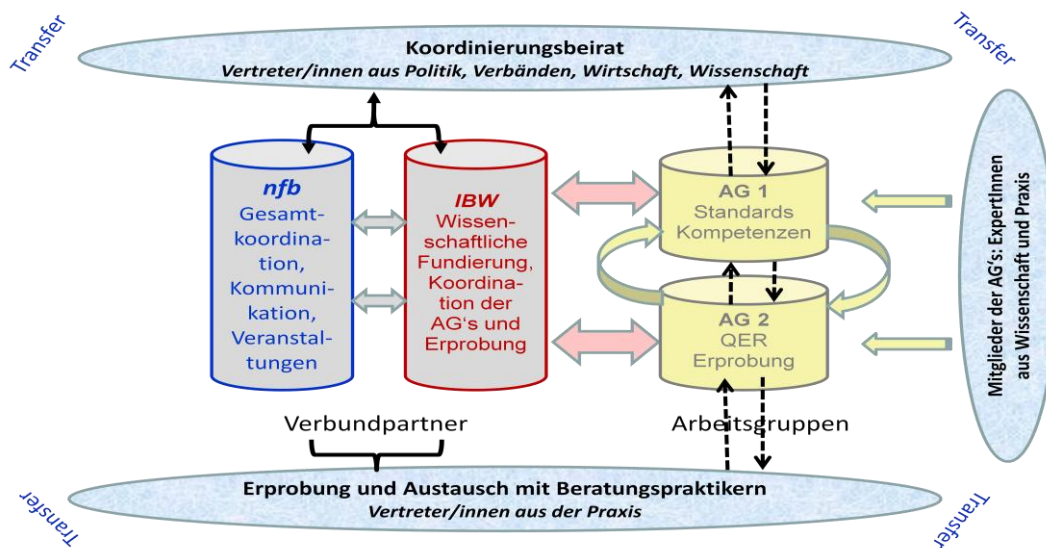 Transfer
Transfer
Koordinierungsbeirat
Vertreter/innen aus Politik, Verbänden, Wirtschaft, Wissenschaft
nfb
Gesamt-
koordina-
tion,
Kommuni-
kation,
Veranstal-
tungen
IBW
Wissen-
schaftliche
Fundierung,
Koordina-
tion der
AG's und
Erprobung
AG 1
Standards
Kompetenzen
AG 2
QER
Erprobung
Mitglieder der AG's: ExpertInnen
aus Wissenschaft und Praxis
Verbundpartner
Arbeitsgruppen
Erprobung und Austausch mit Beratungspraktikern
Vertreter/innen aus der Praxis
Transfer
Transfer